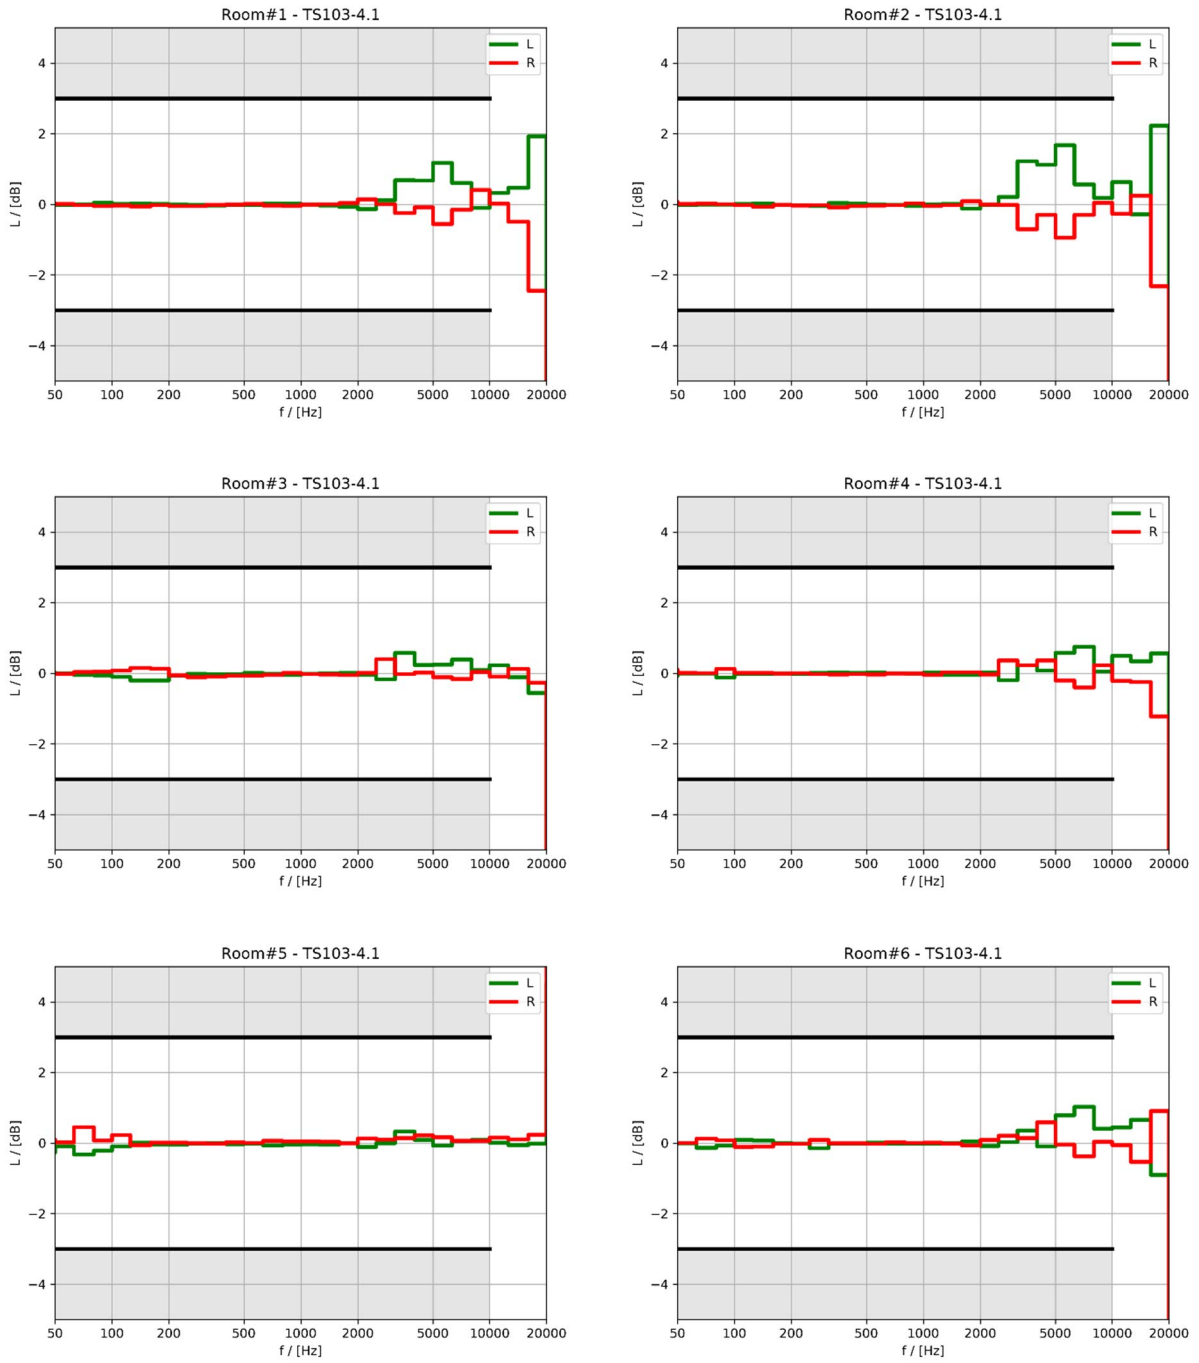 Room#1 - TS103-4.1
L
R
4
2
0
−2
−4
L / [dB]
50 100 200 500 1000 2000 5000 10000 20000
f / [Hz]
Room#2 - TS103-4.1
L
R
4
2
0
−2
−4
L / [dB]
50 100 200 500 1000 2000 5000 10000 20000
f / [Hz]
Room#3 - TS103-4.1
L
R
4
2
0
−2
−4
L / [dB]
50 100 200 500 1000 2000 5000 10000 20000
f / [Hz]
Room#4 - TS103-4.1
L
R
4
2
0
−2
−4
L / [dB]
50 100 200 500 1000 2000 5000 10000 20000
f / [Hz]
Room#5 - TS103-4.1
L
R
4
2
0
−2
−4
L / [dB]
50 100 200 500 1000 2000 5000 10000 20000
f / [Hz]
Room#6 - TS103-4.1
L
R
4
2
0
−2
−4
L / [dB]
50 100 200 500 1000 2000 5000 10000 20000
f / [Hz]